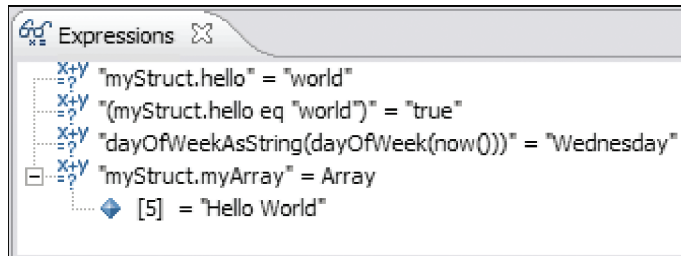 Expressions
"myStruct.hello" = "world"
"(myStruct.hello eq "world")" = "true"
"dayOfWeekAsString(dayOfWeek(now()))" = "Wednesday"
"myStruct.myArray" = Array
[5] = "Hello World"